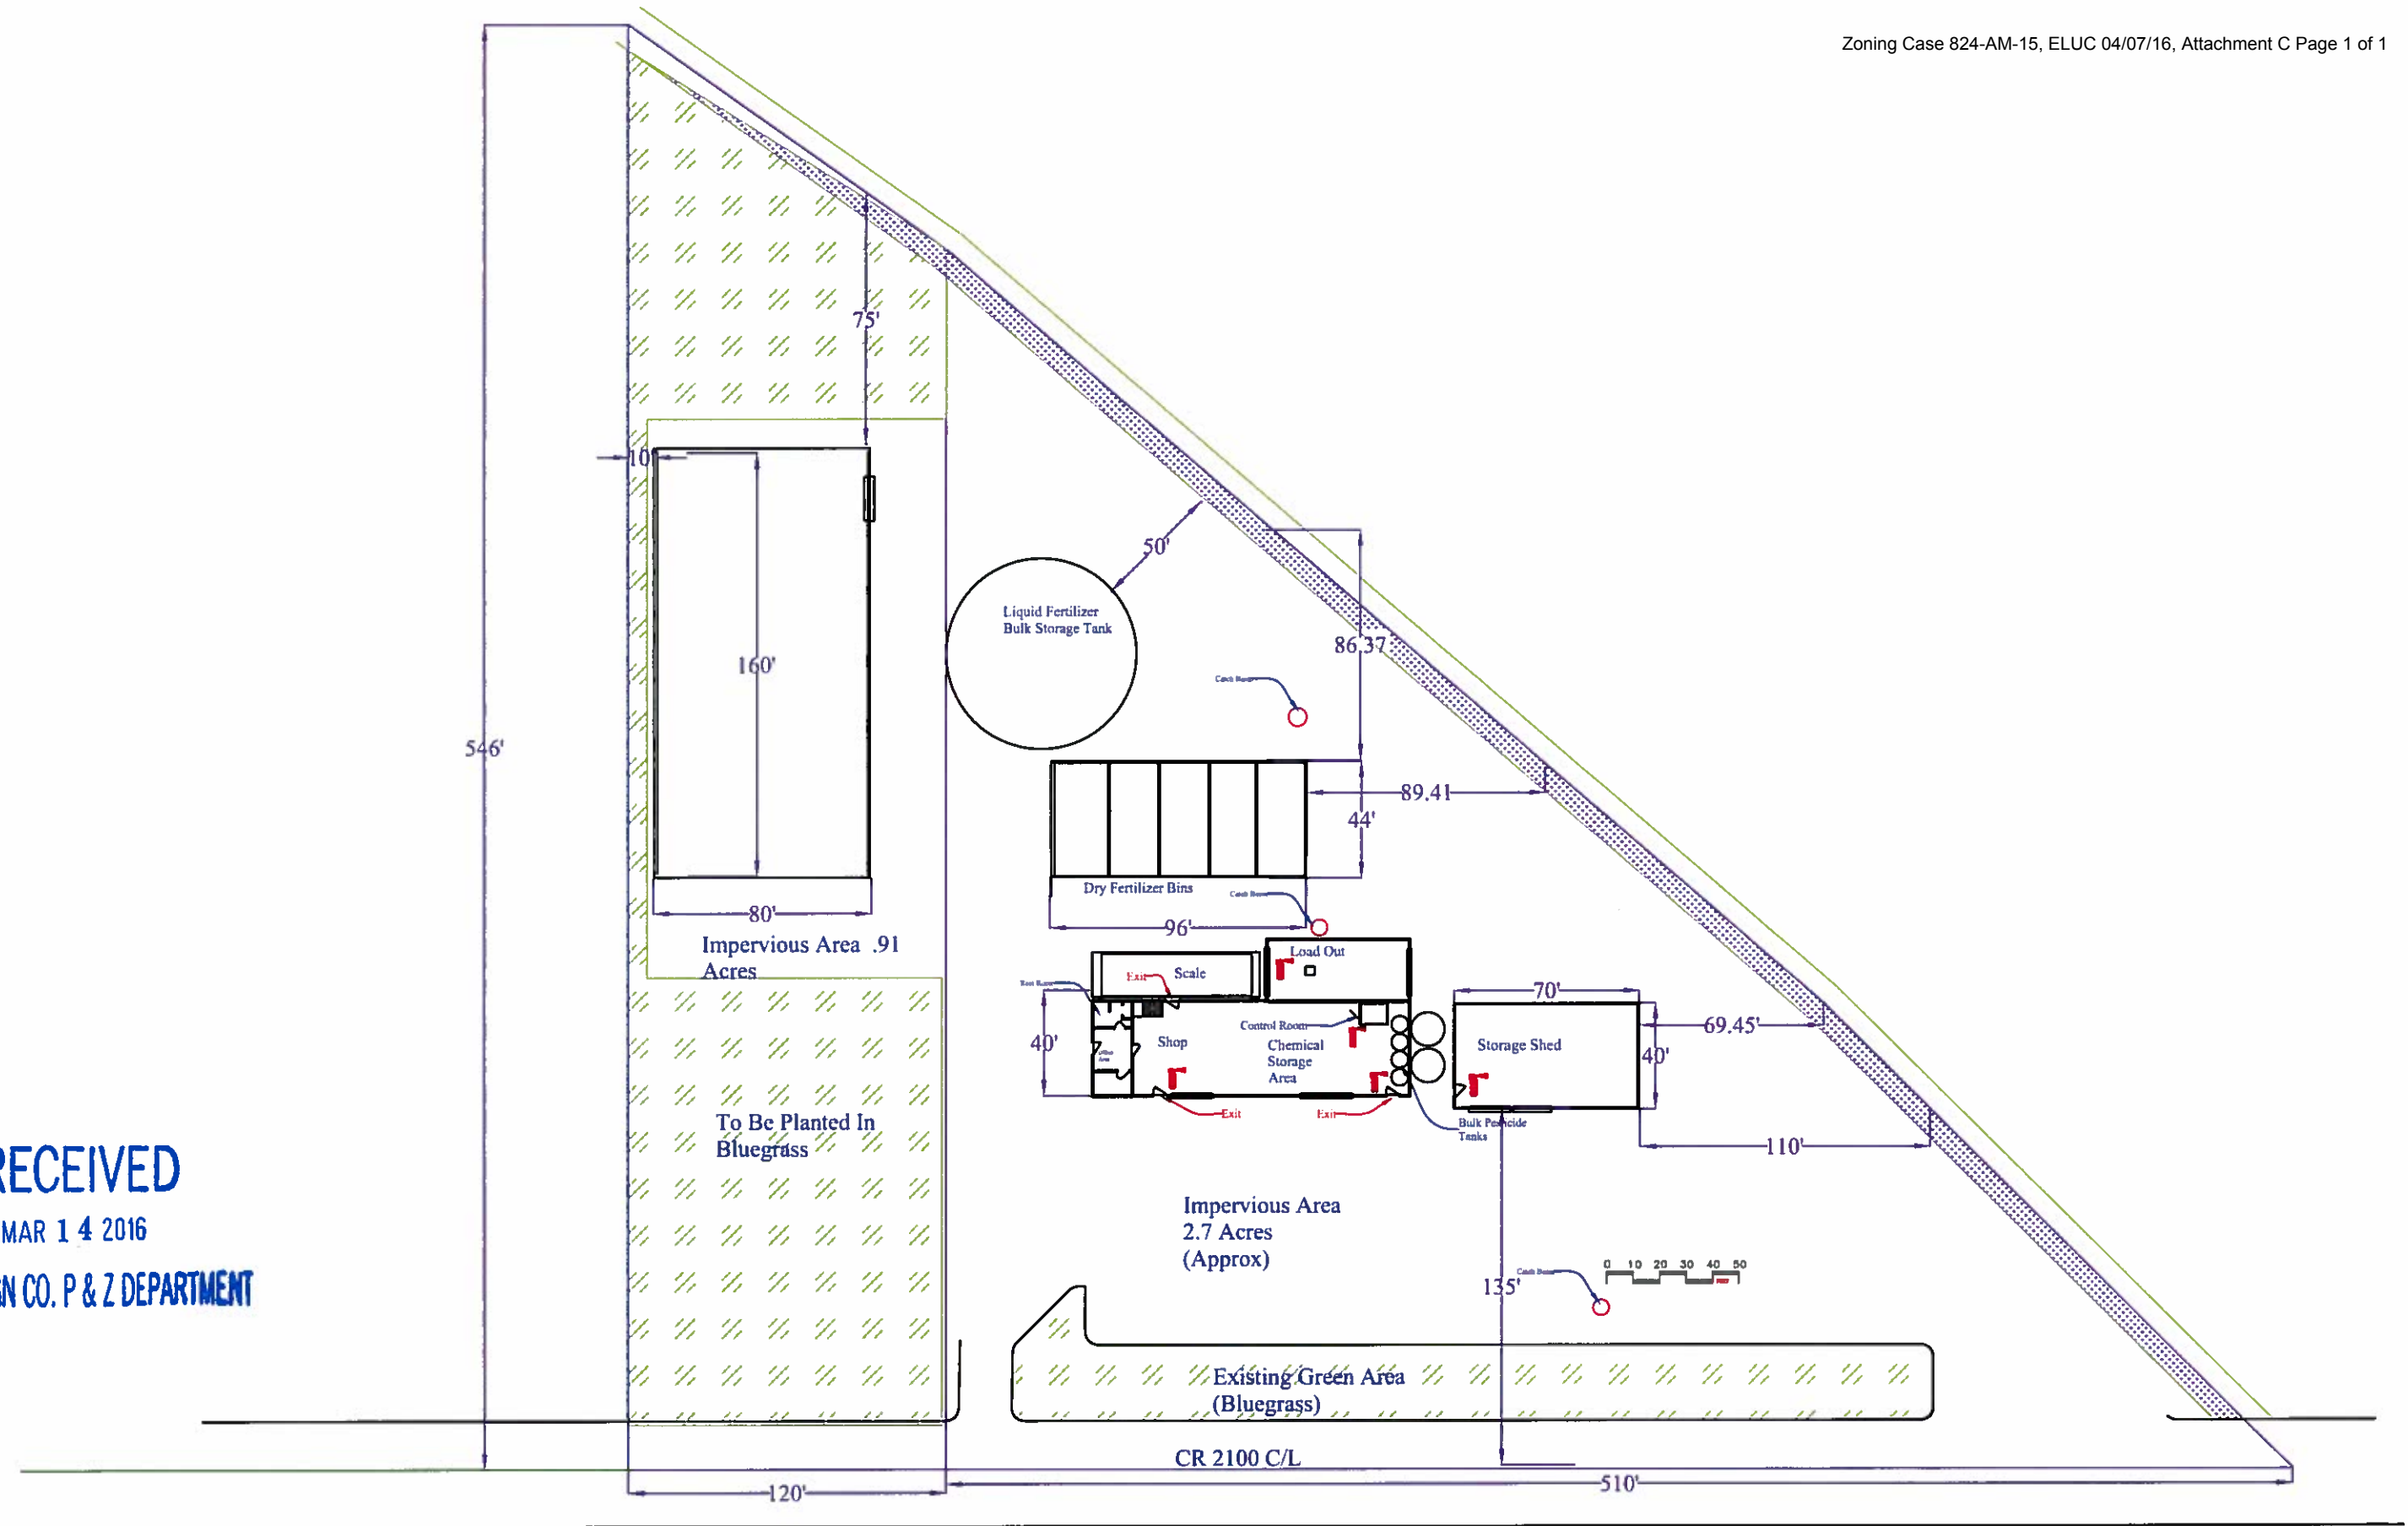 Zoning Case 824-AM-15, ELUC 04/07/16, Attachment C Page 1 of 1
75'
10'
50'
Liquid Fertilizer
Bulk Storage Tank
86.37
160'
546'
89.41
44'
Dry Fertilizer Bins
80'
96'
Impervious Area .91
Acres
Load Out
Exit
Scale
70'
Control Room
69.45'
40'
Shop
Chemical
Storage
Area
Storage Shed
40'
Exit
Exit
Bulk Pesticide
Tanks
To Be Planted In
Bluegrass
110'
RECEIVED
MAR 14 2016
N CO. P & Z DEPARTMENT
Impervious Area
2.7 Acres
(Approx)
0 10 20 30 40 50
135'
Existing Green Area
(Bluegrass)
CR 2100 C/L
120'
510'